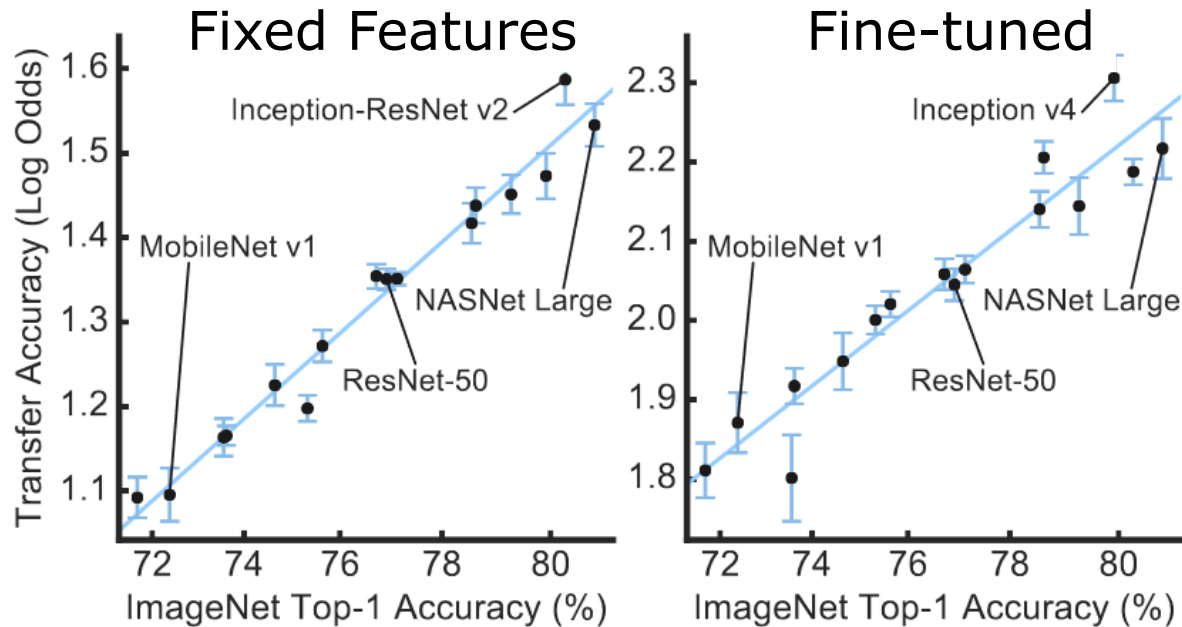 Fixed Features
Transfer Accuracy (Log Odds)
1.6
1.5
1.4
1.3
1.2
1.1
Inception-ResNet v2
MobileNet v1
NASNet Large
ResNet-50
72 74 76 78 80
ImageNet Top-1 Accuracy (%)
Fine-tuned
2.3
2.2
2.1
2.0
1.9
1.8
Inception v4
MobileNet v1
NASNet Large
ResNet-50
72 74 76 78 80
ImageNet Top-1 Accuracy (%)